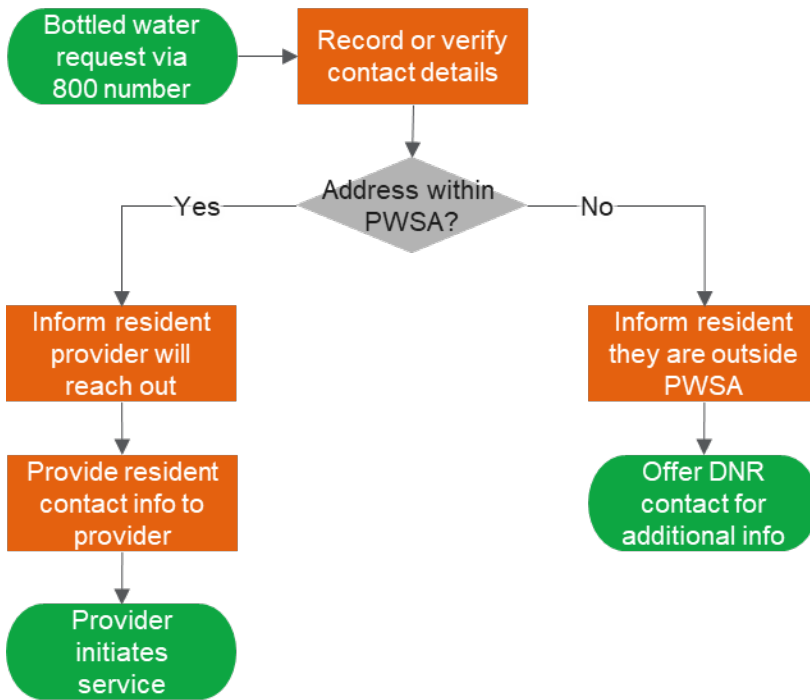 Bottled water
request via
800 number
Record or verify
contact details
Address within
PWSA?
Yes
No
Inform resident
provider will
reach out
Inform resident
they are outside
PWSA
Provide resident
contact info to
provider
Offer DNR
contact for
additional info
Provider
initiates
service